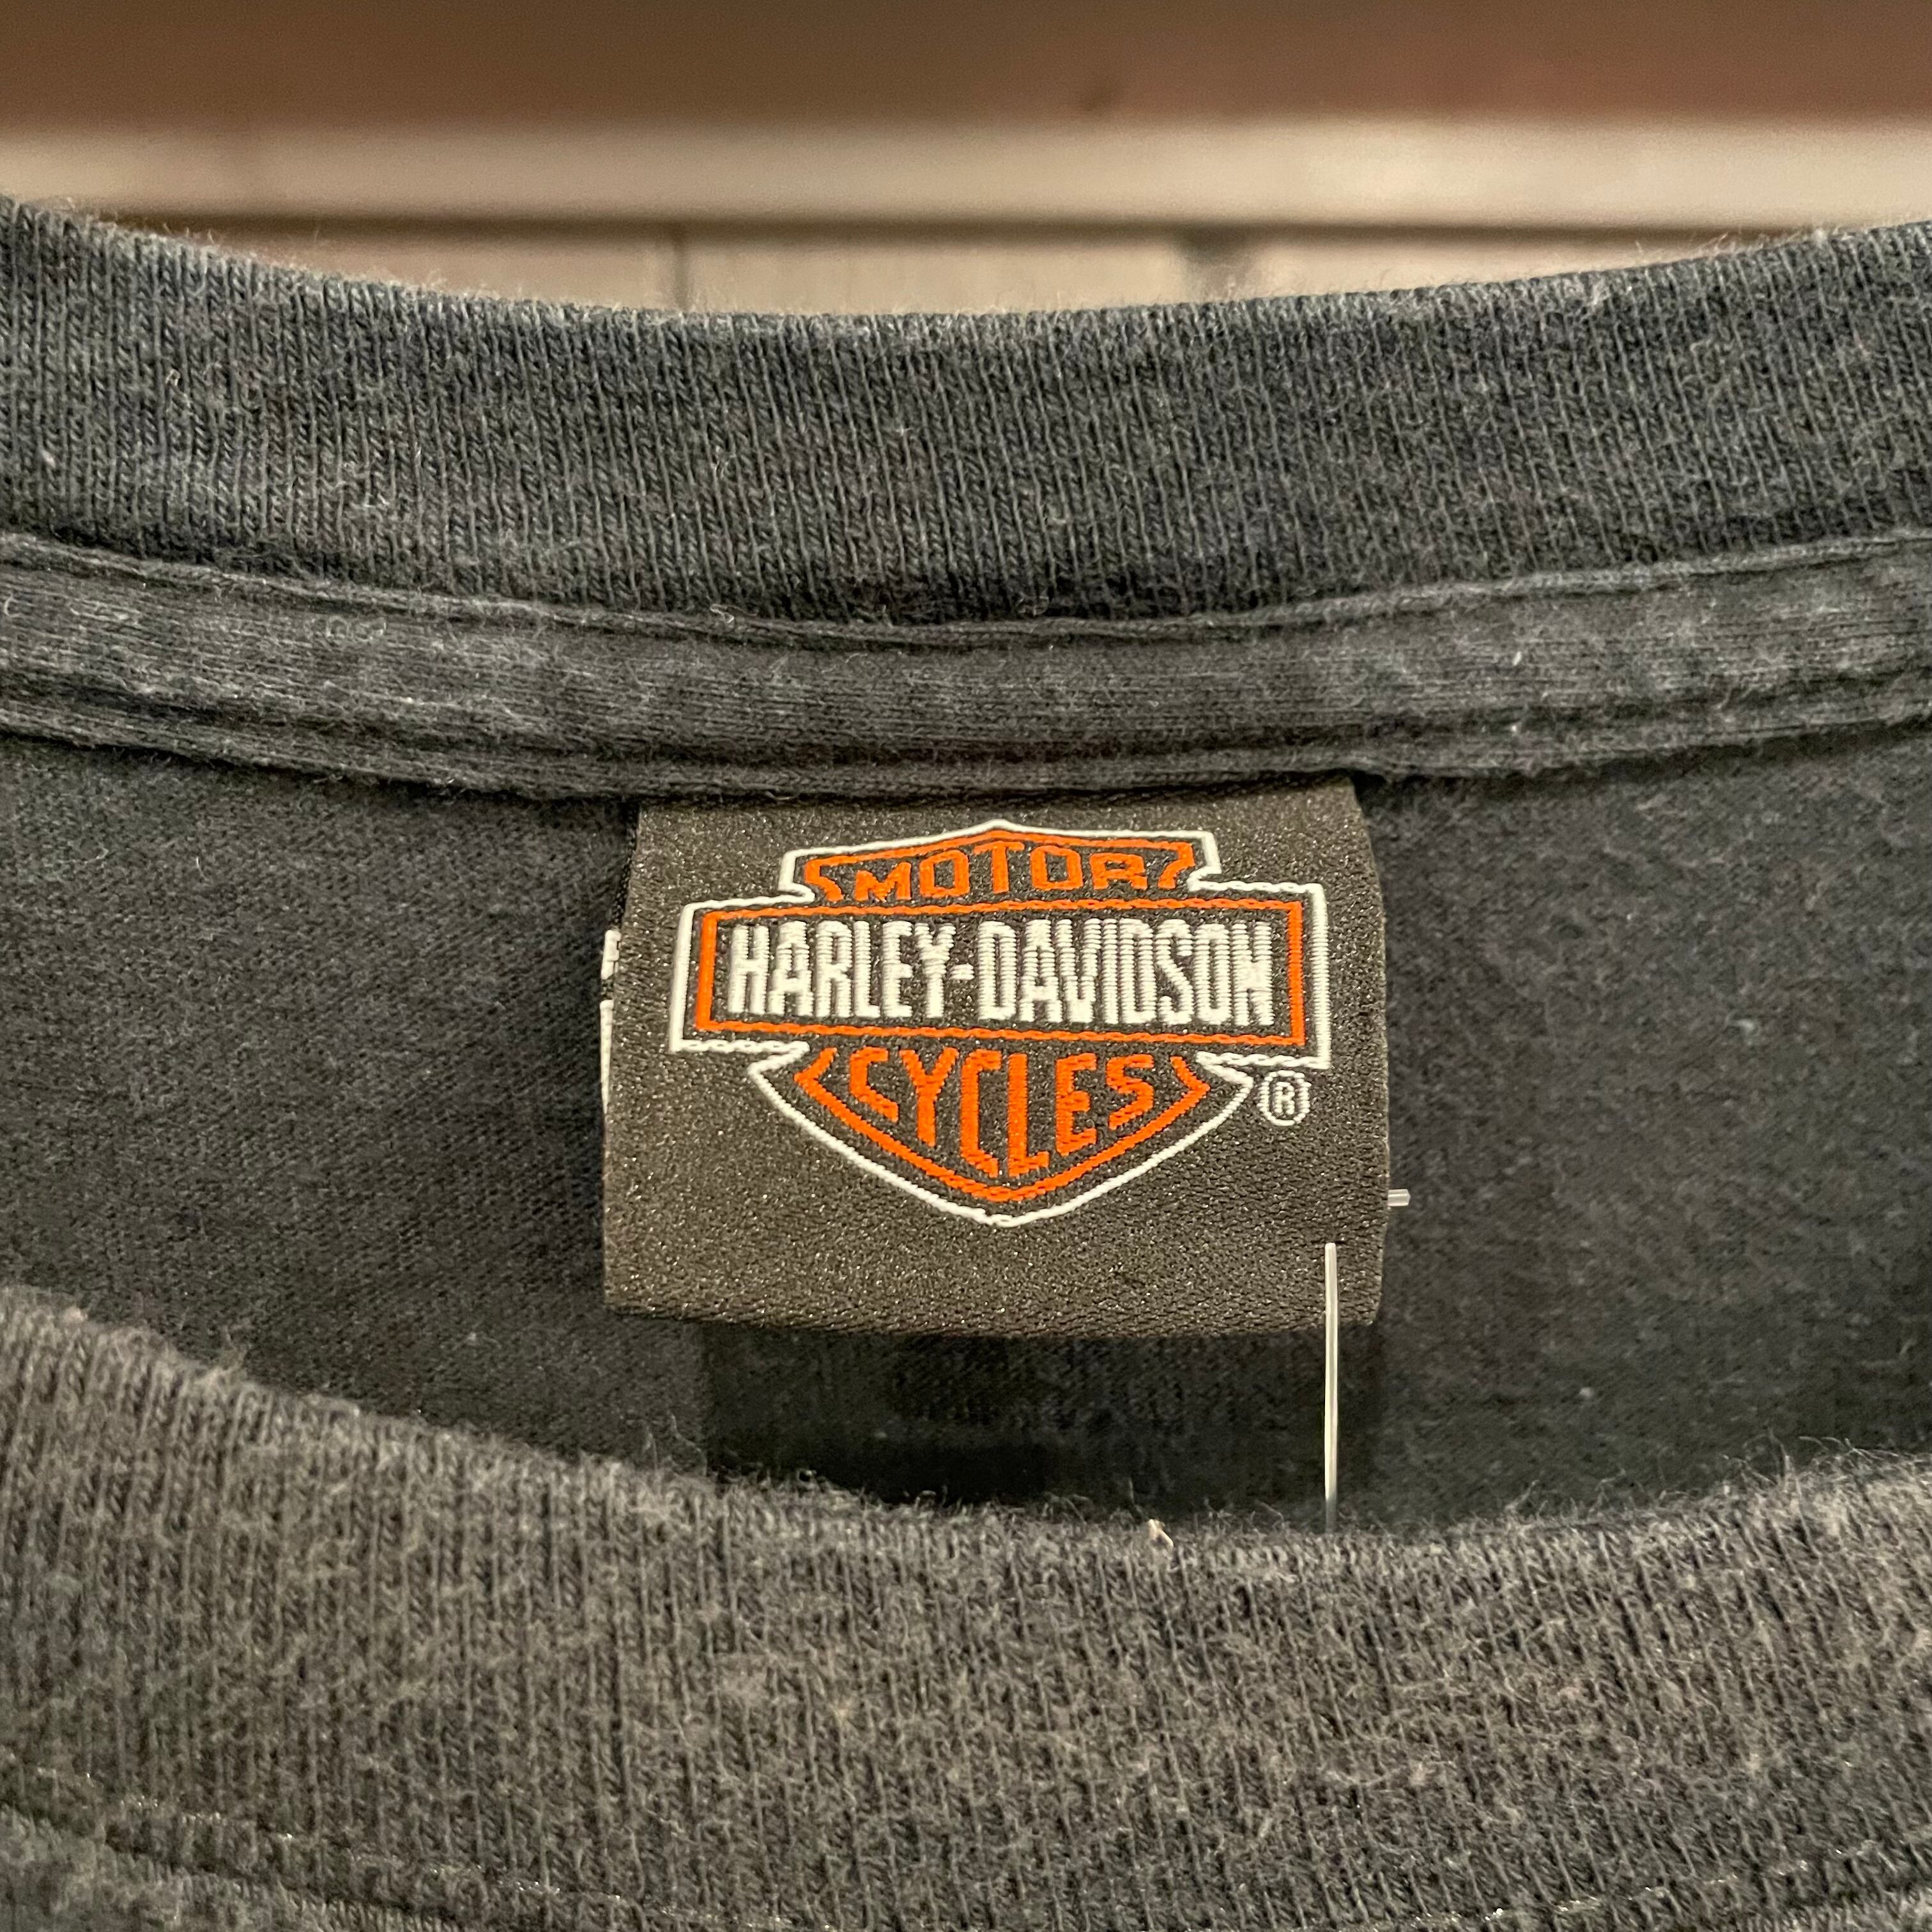 MOTOR
HARLEY-DAVIDSON
CYCLES
®